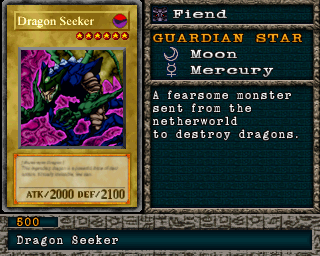 Dragon Seeker
ATK/2000 DEF/2100
Fiend
GUARDIAN STAR
Moon
Mercury
A fearsome monster
sent from the
netherworld
to destroy dragons.
500
Dragon Seeker